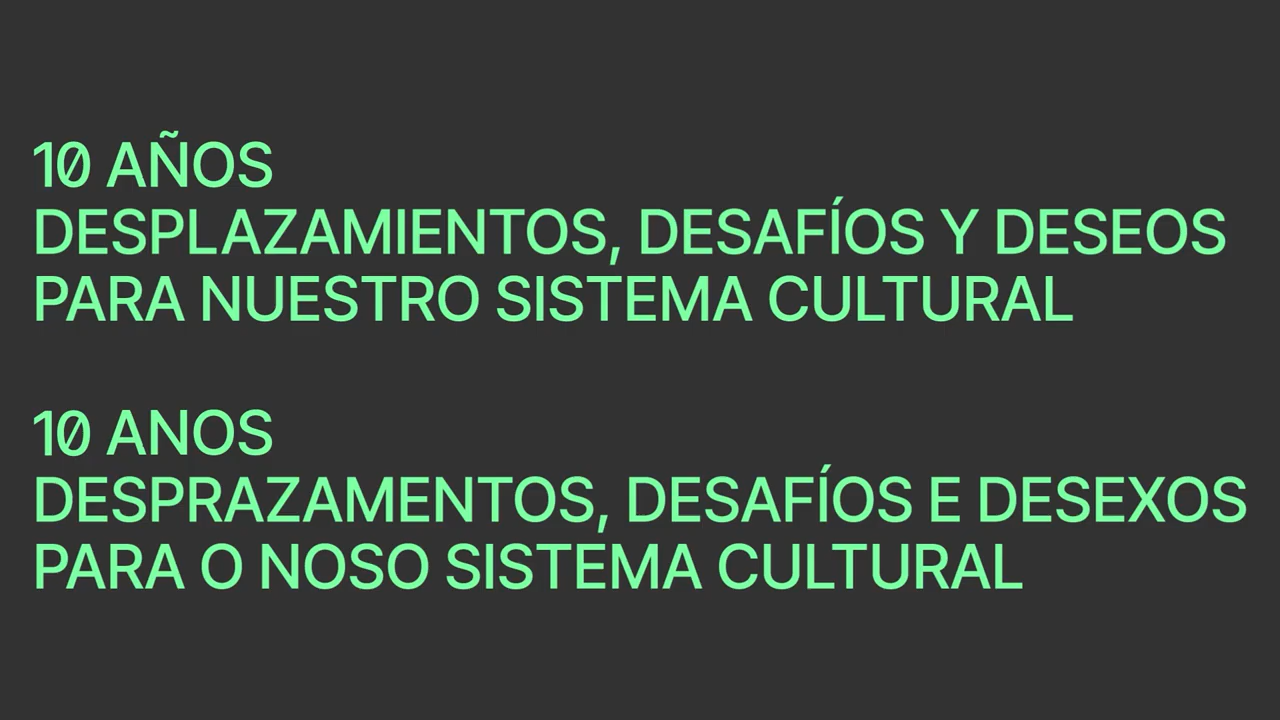 10 AÑOS
DESPLAZAMIENTOS, DESAFÍOS Y DESEOS
PARA NUESTRO SISTEMA CULTURAL
10 ANOS
DESPRAZAMENTOS, DESAFÍOS E DESEXOS
PARA O NOSO SISTEMA CULTURAL